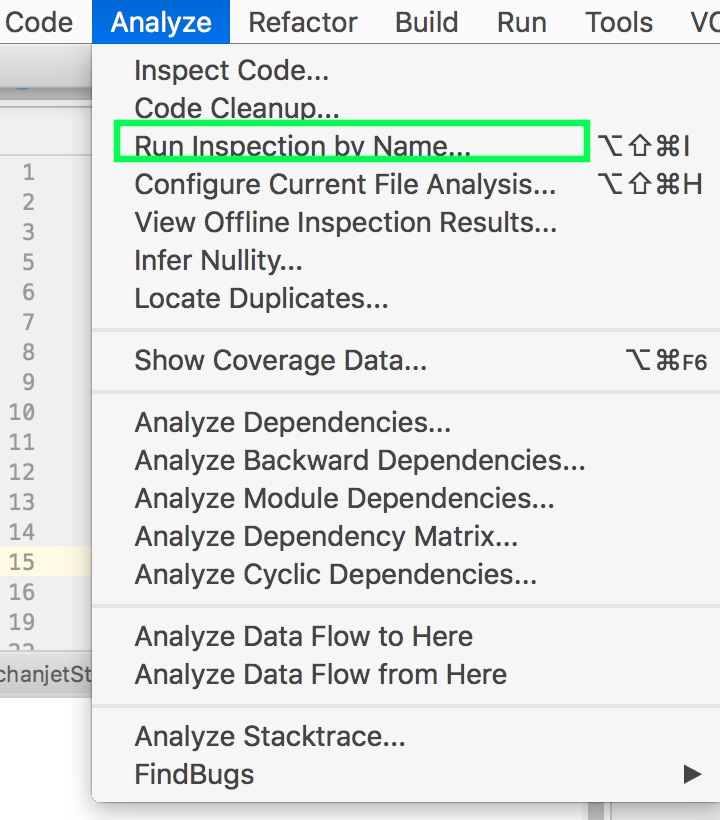 Code Analyze Refactor Build Run Tools VC
Inspect Code...
Code Cleanup...
Run Inspection by Name... ⌥⇧⌘I
Configure Current File Analysis... ⌥⇧⌘H
View Offline Inspection Results...
Infer Nullity...
Locate Duplicates...
Show Coverage Data... ⌥⌘F6
Analyze Dependencies...
Analyze Backward Dependencies...
Analyze Module Dependencies...
Analyze Dependency Matrix...
Analyze Cyclic Dependencies...
Analyze Data Flow to Here
Analyze Data Flow from Here
Analyze Stacktrace...
FindBugs
1
2
3
5
6
7
8
9
10
11
12
13
14
15
16
19
chanjetSt